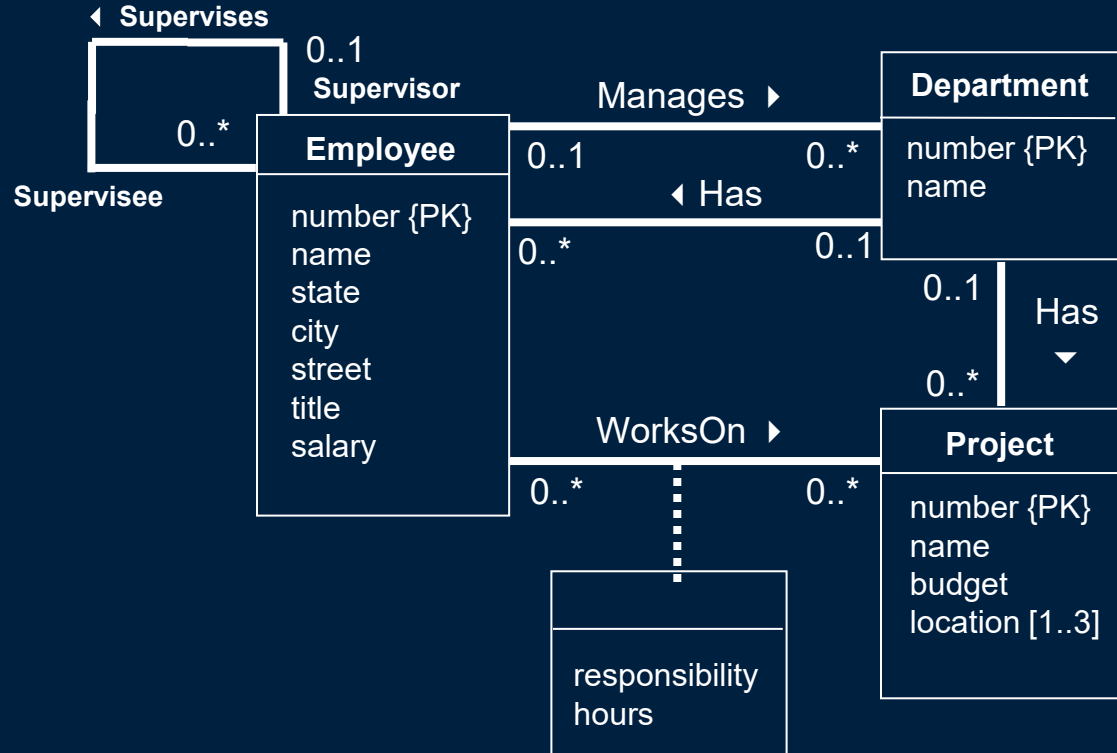 Supervises
0..1
Supervisor
0..*
Supervisee
Employee
number {PK}
name
state
city
street
title
salary
Manages
0..1
0..*
Has
0..*
0..1
Department
number {PK}
name
0..1
Has
0..*
WorksOn
0..*
0..*
Project
number {PK}
name
budget
location [1..3]
responsibility
hours